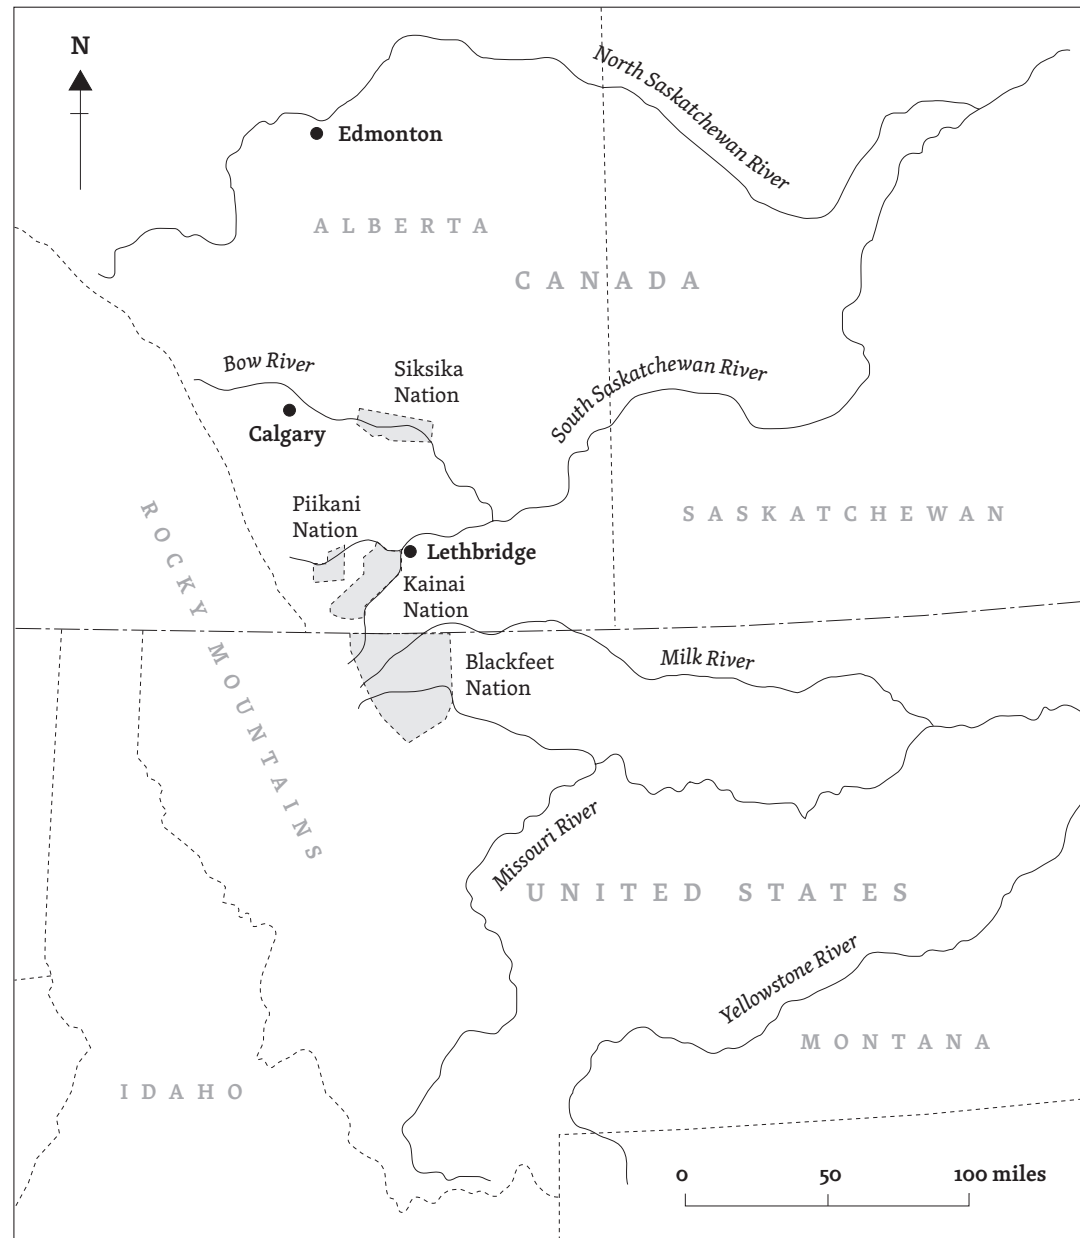 N
North Saskatchewan River
Edmonton
ALBERTA
CANADA
Bow River
Siksika
Nation
South Saskatchewan River
Calgary
Piikani
Nation
SASKATCHEWAN
Lethbridge
Kainai
Nation
ROCKY MOUNTAINS
Blackfeet
Nation
Milk River
Missouri River
UNITED STATES
Yellowstone River
MONTANA
IDAHO
0 50 100 miles